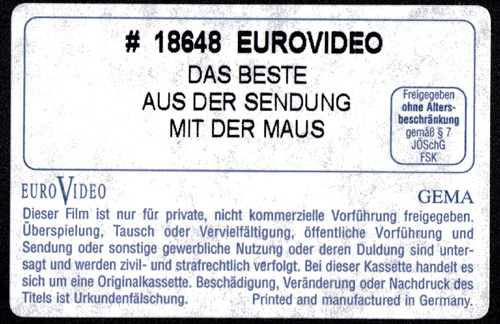 # 18648 EUROVIDEO
DAS BESTE
AUS DER SENDUNG
MIT DER MAUS
Freigegeben
ohne Alters-
beschränkung
gemäß § 7
JÖSchG
FSK
EUROVIDEO
GEMA
Dieser Film ist nur für private, nicht kommerzielle Vorführung freigegeben.
Überspielung, Tausch oder Vervielfältigung, öffentliche Vorführung und
Sendung oder sonstige gewerbliche Nutzung oder deren Duldung sind unter-
sagt und werden zivil- und strafrechtlich verfolgt. Bei dieser Kassette handelt es
sich um eine Originalkassette. Beschädigung, Veränderung oder Nachdruck des
Titels ist Urkundenfälschung. Printed and manufactured in Germany.